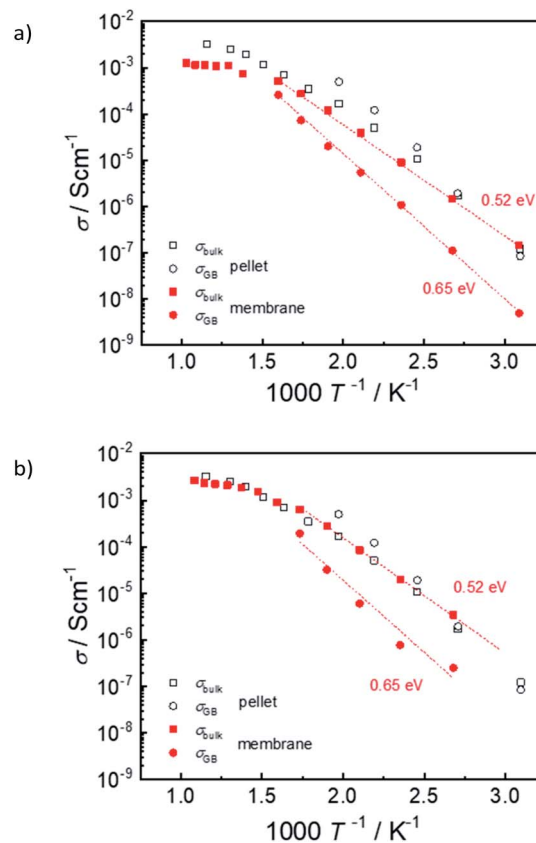 a)
10⁻²
10⁻³
10⁻⁴
10⁻⁵
10⁻⁶
10⁻⁷
10⁻⁸
10⁻⁹
σ / Scm⁻¹
0.52 eV
0.65 eV
σbulk
σGB pellet
σbulk
σGB membrane
1.0 1.5 2.0 2.5 3.0
1000 T⁻¹ / K⁻¹
b)
10⁻²
10⁻³
10⁻⁴
10⁻⁵
10⁻⁶
10⁻⁷
10⁻⁸
10⁻⁹
σ / Scm⁻¹
0.52 eV
0.65 eV
σbulk
σGB pellet
σbulk
σGB membrane
1.0 1.5 2.0 2.5 3.0
1000 T⁻¹ / K⁻¹